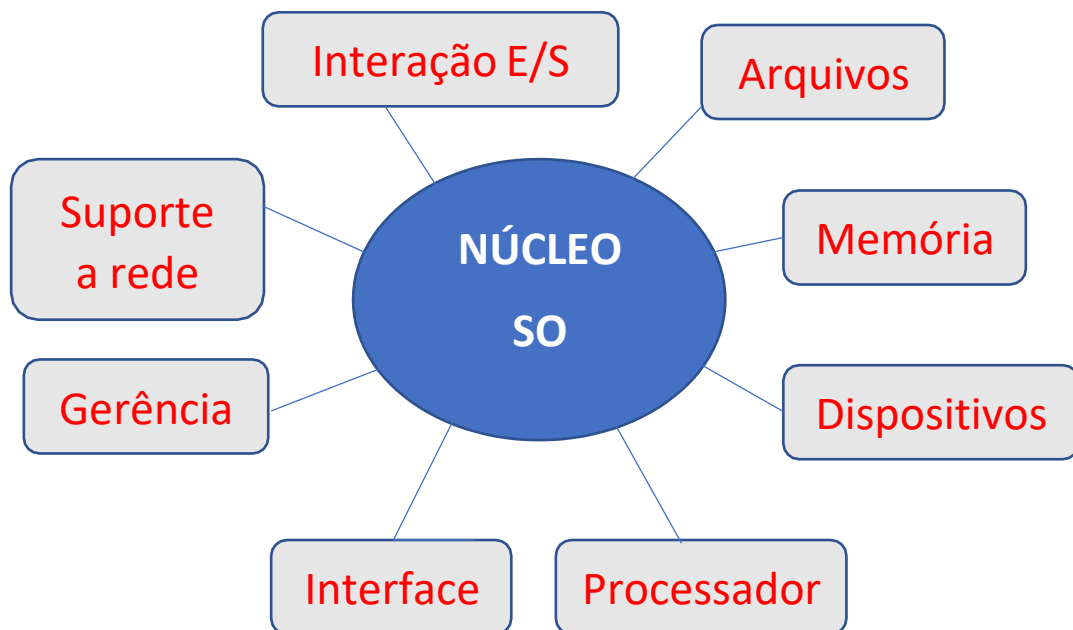 Interação E/S
Arquivos
Suporte
a rede
NÚCLEO
SO
Memória
Gerência
Dispositivos
Interface
Processador